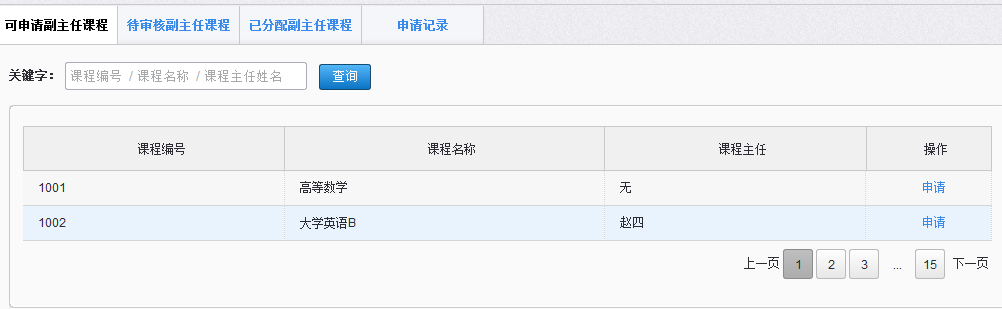 可申请副主任课程 待审核副主任课程 已分配副主任课程 申请记录
关键字： 课程编号 / 课程名称 / 课程主任姓名 查询
课程编号 课程名称 课程主任 操作
1001 高等数学 无 申请
1002 大学英语B 赵四 申请
上一页 1 2 3 ... 15 下一页